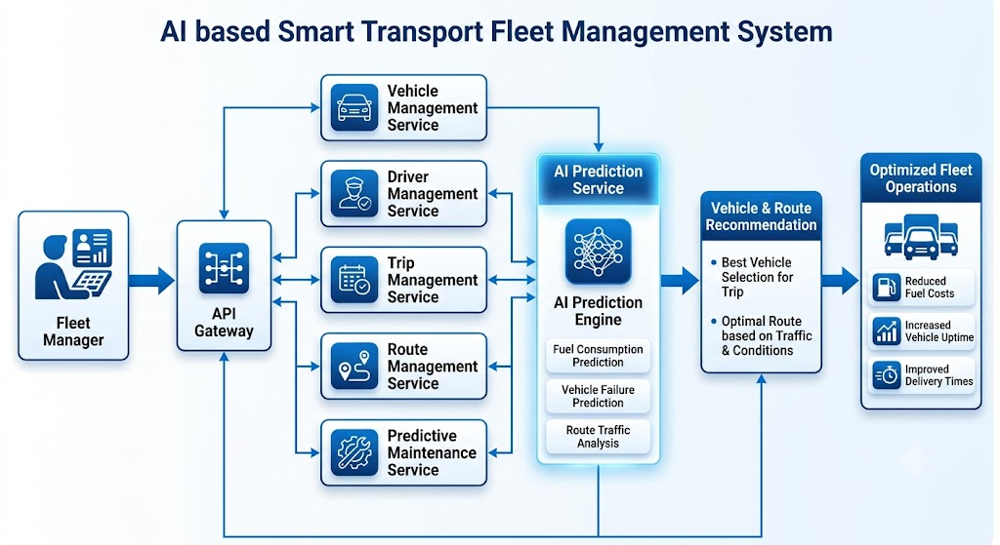 AI based Smart Transport Fleet Management System
Fleet
Manager
API
Gateway
Vehicle
Management
Service
Driver
Management
Service
Trip
Management
Service
Route
Management
Service
Predictive
Maintenance
Service
AI Prediction
Service
AI Prediction
Engine
Fuel Consumption
Prediction
Vehicle Failure
Prediction
Route Traffic
Analysis
Vehicle & Route
Recommendation
• Best Vehicle
Selection for
Trip
• Optimal Route
based on Traffic
& Conditions
Optimized Fleet
Operations
Reduced
Fuel Costs
Increased
Vehicle Uptime
Improved
Delivery Times